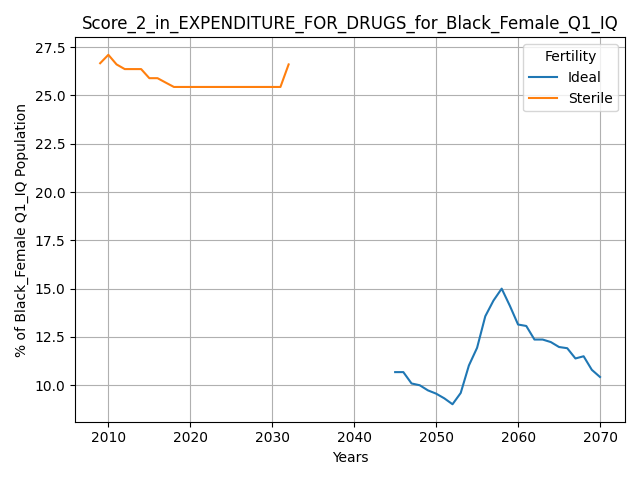 Score_2_in_EXPENDITURE_FOR_DRUGS_for_Black_Female_Q1_IQ
27.5
25.0
22.5
20.0
17.5
15.0
12.5
10.0
% of Black_Female Q1_IQ Population
Fertility
Ideal
Sterile
2010 2020 2030 2040 2050 2060 2070
Years